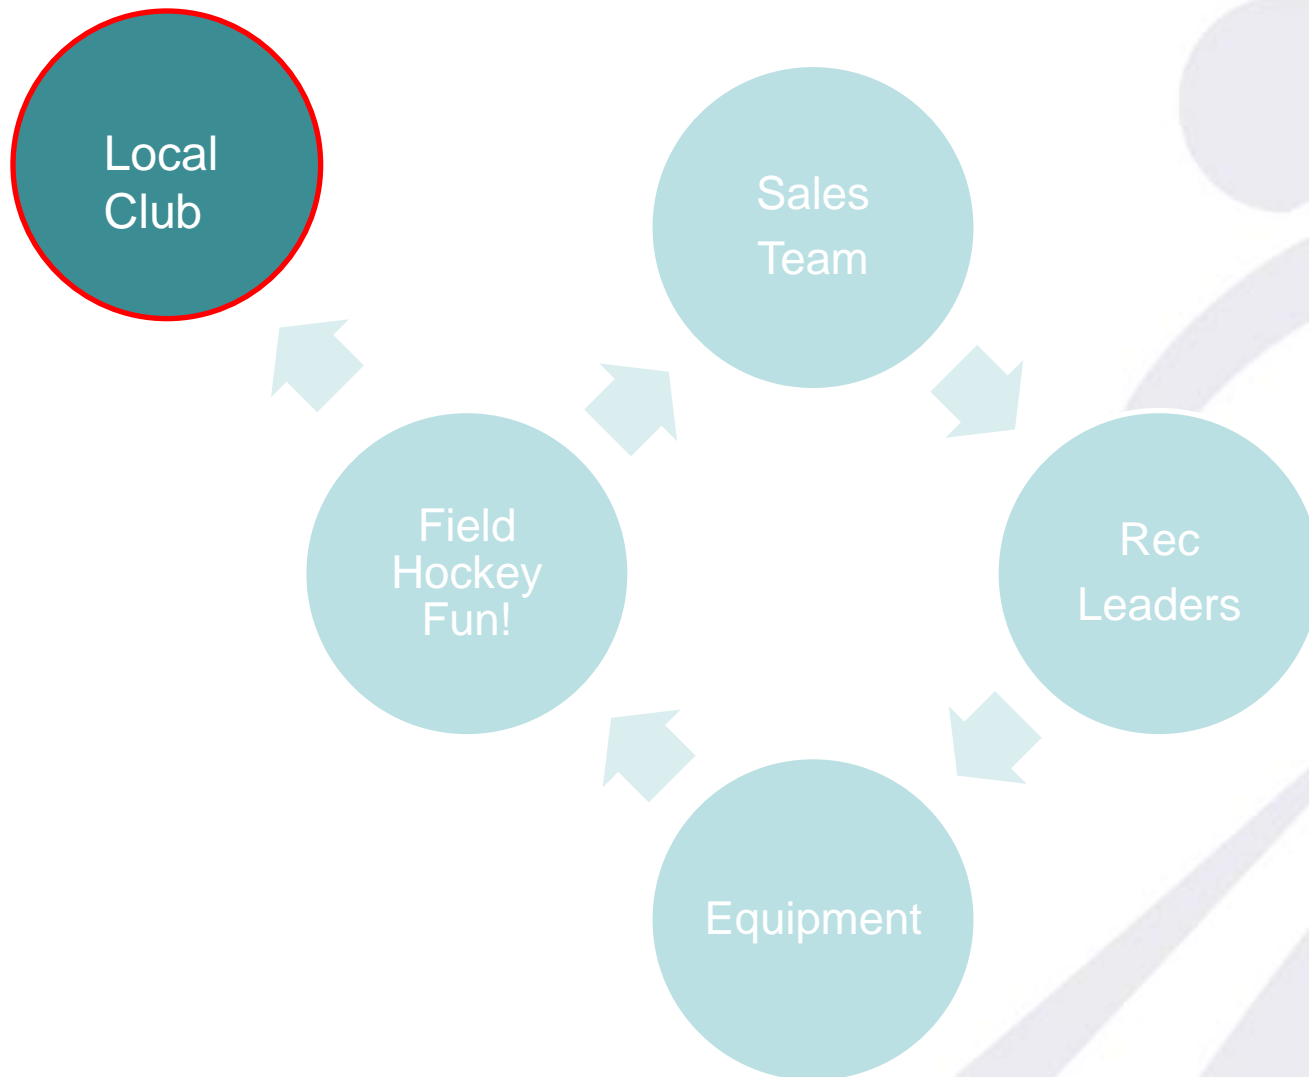 Local
Club
Sales
Team
Field
Hockey
Fun!
Rec
Leaders
Equipment